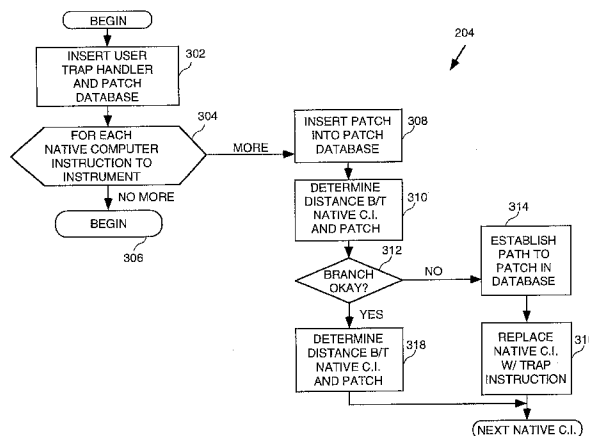 BEGIN
204
INSERT USER
TRAP HANDLER
AND PATCH
DATABASE
302
304
FOR EACH
NATIVE COMPUTER
INSTRUCTION TO
INSTRUMENT
MORE
NO MORE
BEGIN
306
INSERT PATCH
INTO PATCH
DATABASE
308
DETERMINE
DISTANCE B/T
NATIVE C.I.
AND PATCH
310
312
BRANCH
OKAY?
NO
YES
314
ESTABLISH
PATH TO
PATCH IN
DATABASE
DETERMINE
DISTANCE B/T
NATIVE C.I.
AND PATCH
318
REPLACE
NATIVE C.I.
W/ TRAP
INSTRUCTION
NEXT NATIVE C.I.